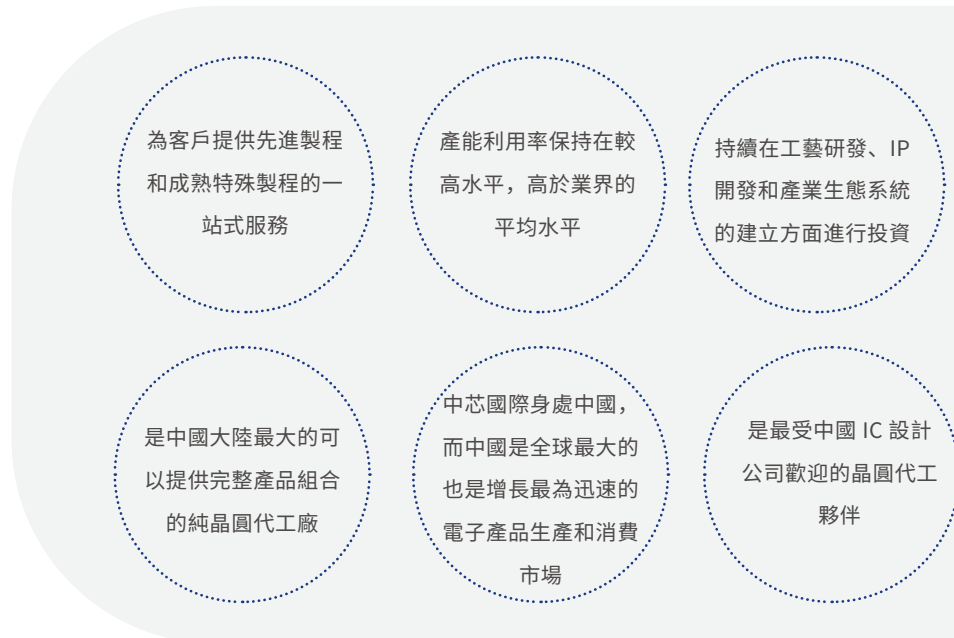 為客戶提供先進製程
和成熟特殊製程的一
站式服務
產能利用率保持在較
高水平，高於業界的
平均水平
持續在工藝研發、IP
開發和產業生態系統
的建立方面進行投資
是中國大陸最大的可
以提供完整產品組合
的純晶圓代工廠
中芯國際身處中國，
而中國是全球最大的
也是增長最為迅速的
電子產品生產和消費
市場
是最受中國 IC 設計
公司歡迎的晶圓代工
夥伴